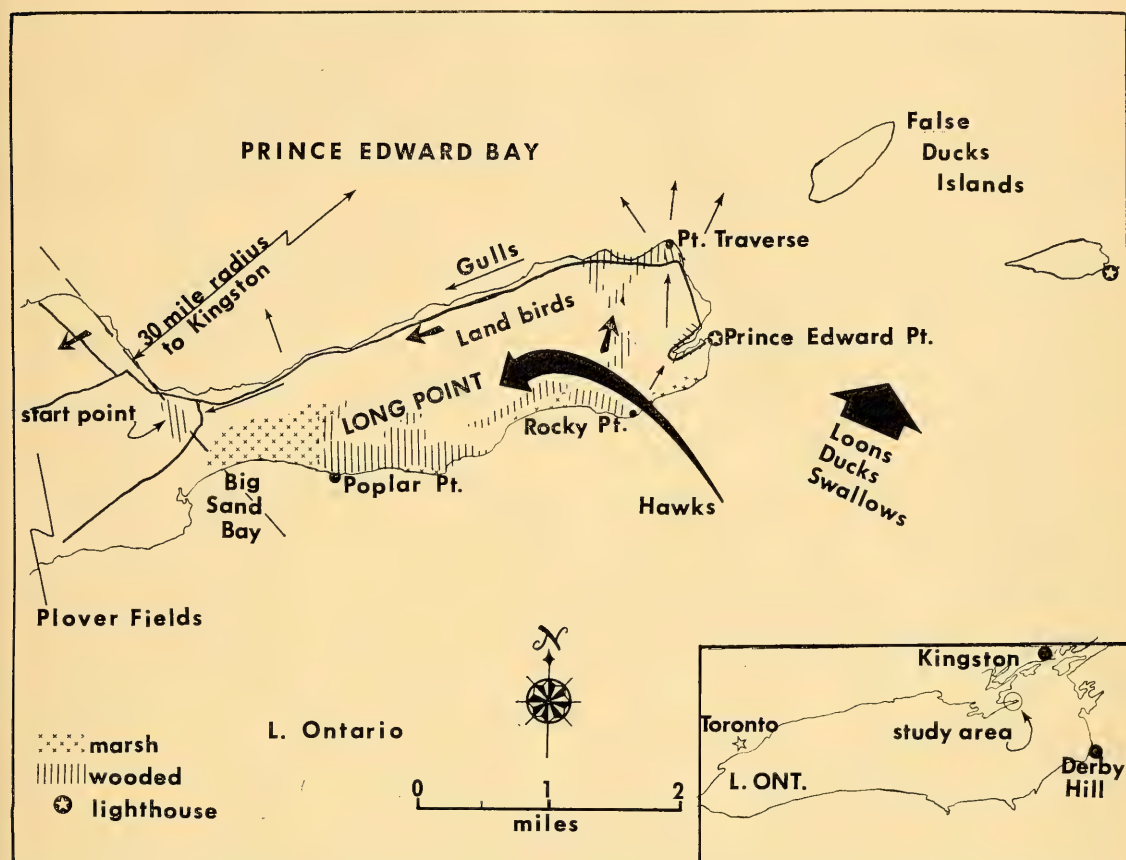 PRINCE EDWARD BAY
False
Ducks
Islands
30 mile radius
to Kingston
Gulls
Pt. Traverse
Land birds
Prince Edward Pt.
start point
LONG POINT
Rocky Pt.
Loons
Ducks
Swallows
Big
Sand
Bay
Poplar Pt.
Hawks
Plover Fields
N
L. Ontario
marsh
wooded
lighthouse
0 1 2
miles
Kingston
Toronto
study area
L. ONT.
Derby
Hill